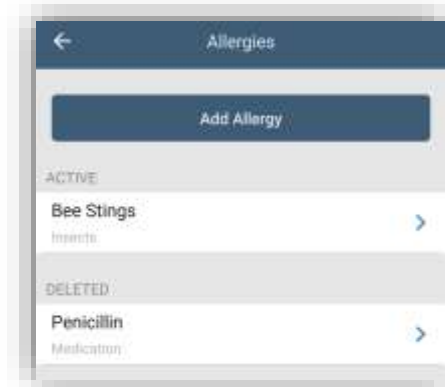 Allergies
Add Allergy
ACTIVE
Bee Stings
Insects
DELETED
Penicillin
Medication